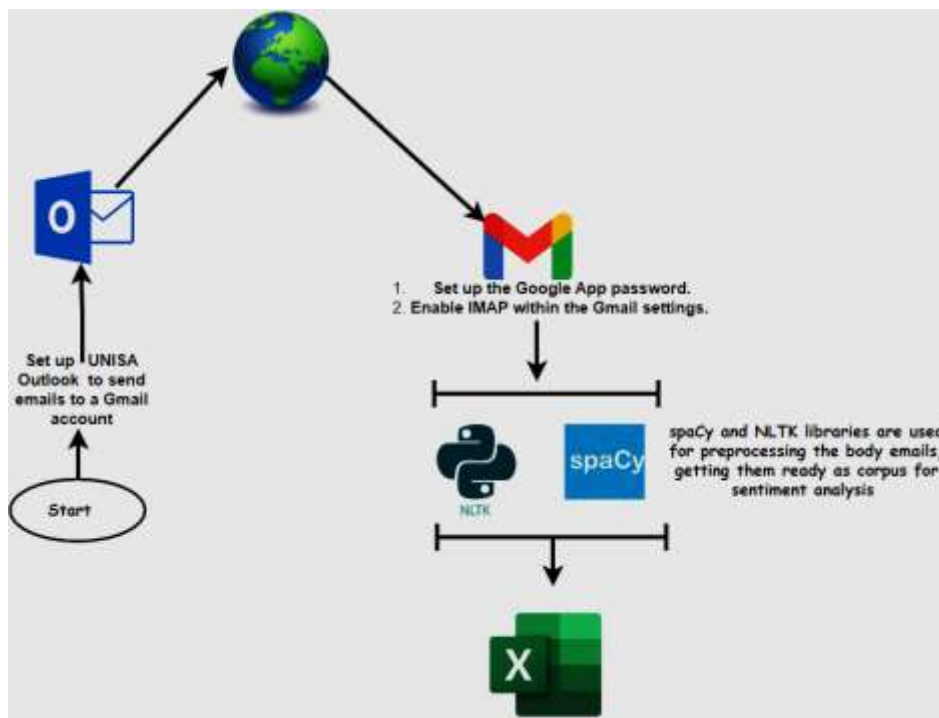 O
1. Set up the Google App password.
2. Enable IMAP within the Gmail settings.
Set up UNISA
Outlook to send
emails to a Gmail
account
Start
NLTK
spaCy
spaCy and NLTK libraries are used
for preprocessing the body emails,
getting them ready as corpus for
sentiment analysis
X